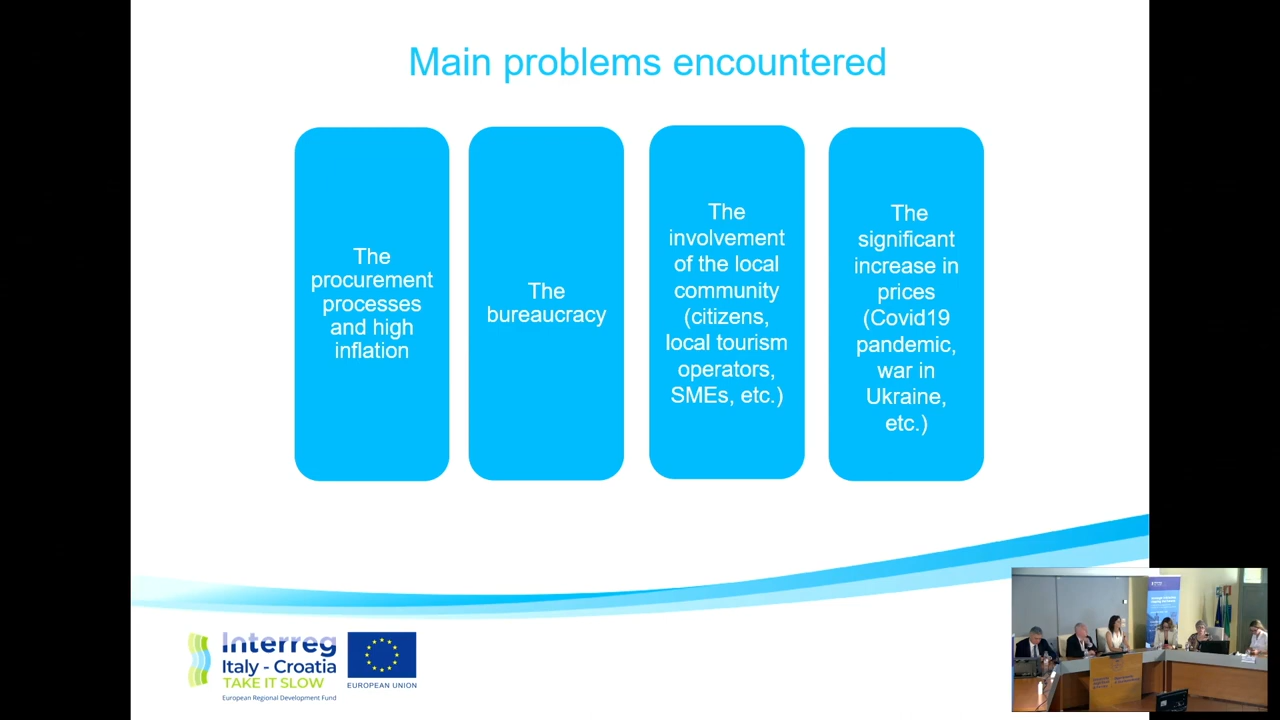 Main problems encountered
The
procurement
processes
and high
inflation
The
bureaucracy
The
involvement
of the local
community
(citizens,
local tourism
operators,
SMEs, etc.)
The
significant
increase in
prices
(Covid19
pandemic,
war in
Ukraine,
etc.)
Interreg
Italy - Croatia
TAKE IT SLOW
European Regional Development Fund
EUROPEAN UNION